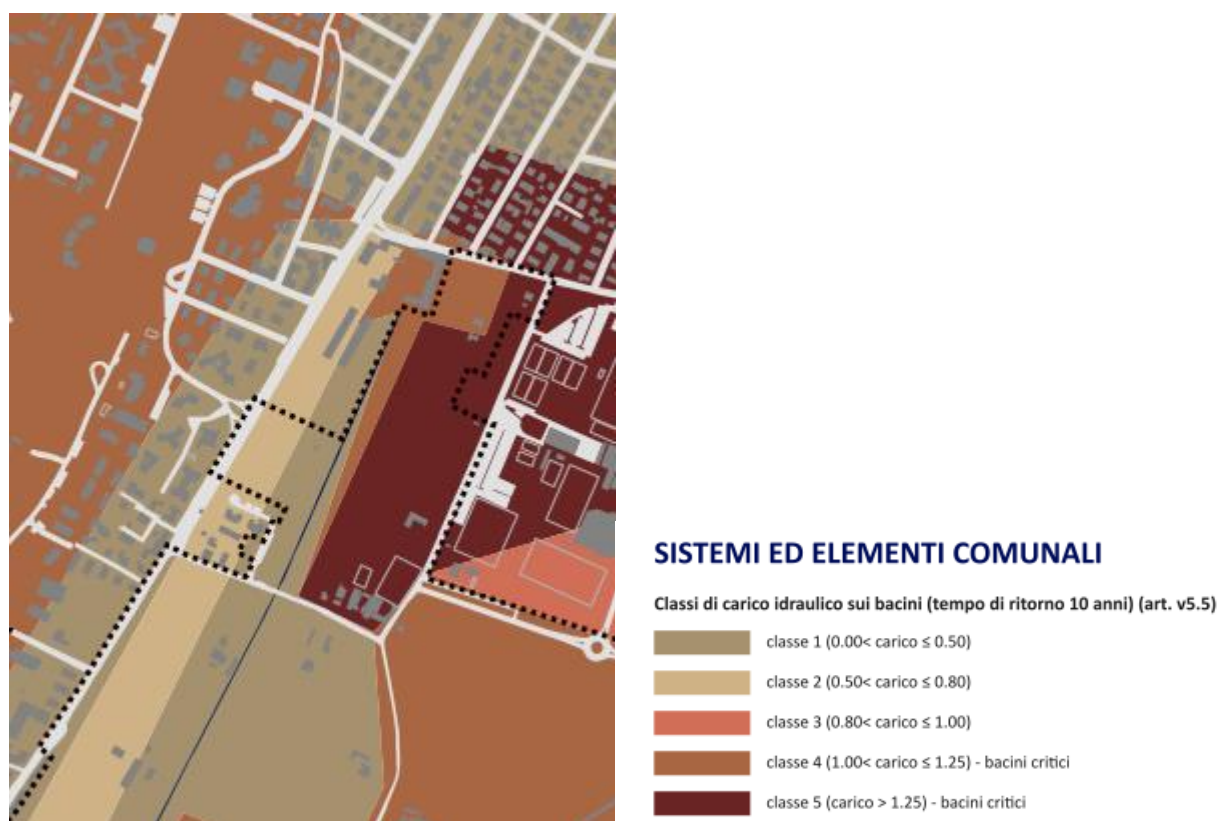 SISTEMI ED ELEMENTI COMUNALI
Classi di carico idraulico sui bacini (tempo di ritorno 10 anni) (art. v5.5)
classe 1 (0.00< carico ≤ 0.50)
classe 2 (0.50< carico ≤ 0.80)
classe 3 (0.80< carico ≤ 1.00)
classe 4 (1.00< carico ≤ 1.25) - bacini critici
classe 5 (carico > 1.25) - bacini critici